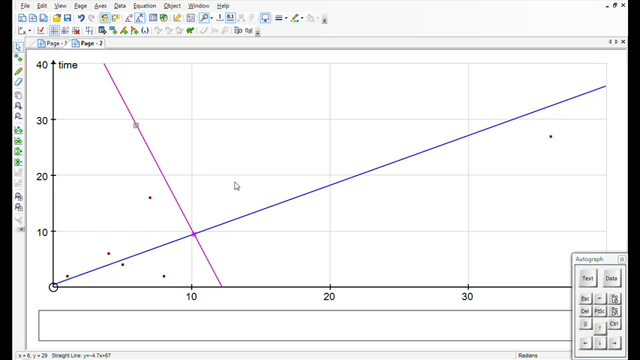 File Edit View Page Axes Data Equation Object Window Help
Page - 1 Page - 2
40 time
30
20
10
10 20 30
Autograph
Text Data
Esc
Del PtSc
Ctrl
x = 6, y = 29 Straight Line: y=-4.7x+57
Radians